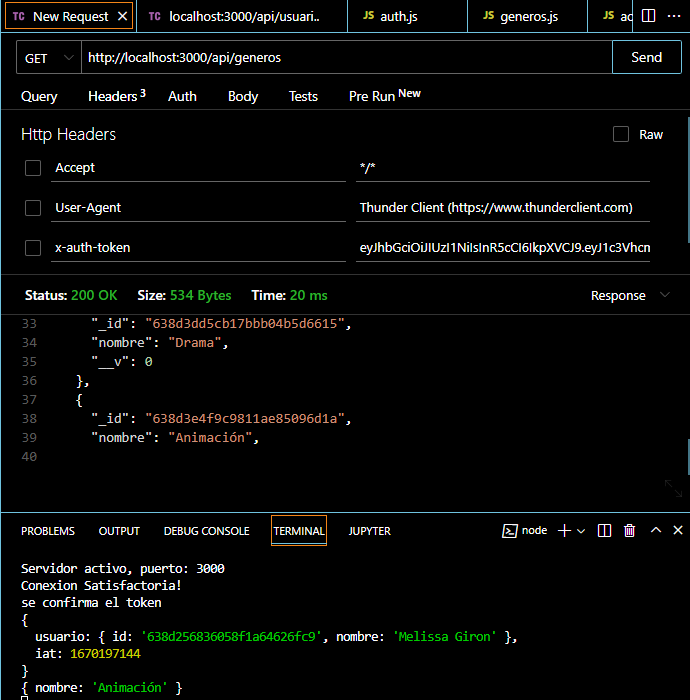 TC New Request × TC localhost:3000/api/usuari.. JS auth.js JS generos.js JS ac
GET http://localhost:3000/api/generos Send
Query Headers 3 Auth Body Tests Pre Run New
Http Headers Raw
Accept */*
User-Agent Thunder Client (https://www.thunderclient.com)
x-auth-token eyJhbGciOiJIUzI1NiIsInR5cCI6IkpXVCJ9.eyJ1c3Vhcn
Status: 200 OK Size: 534 Bytes Time: 20 ms Response
33 "_id": "638d3dd5cb17bbb04b5d6615",
34 "nombre": "Drama",
35 "__v": 0
36 },
37 {
38 "_id": "638d3e4f9c9811ae85096d1a",
39 "nombre": "Animación",
40
PROBLEMS OUTPUT DEBUG CONSOLE TERMINAL JUPYTER node
Servidor activo, puerto: 3000
Conexion Satisfactoria!
se confirma el token
{
usuario: { id: '638d256836058f1a64626fc9', nombre: 'Melissa Giron' },
iat: 1670197144
}
{ nombre: 'Animación' }